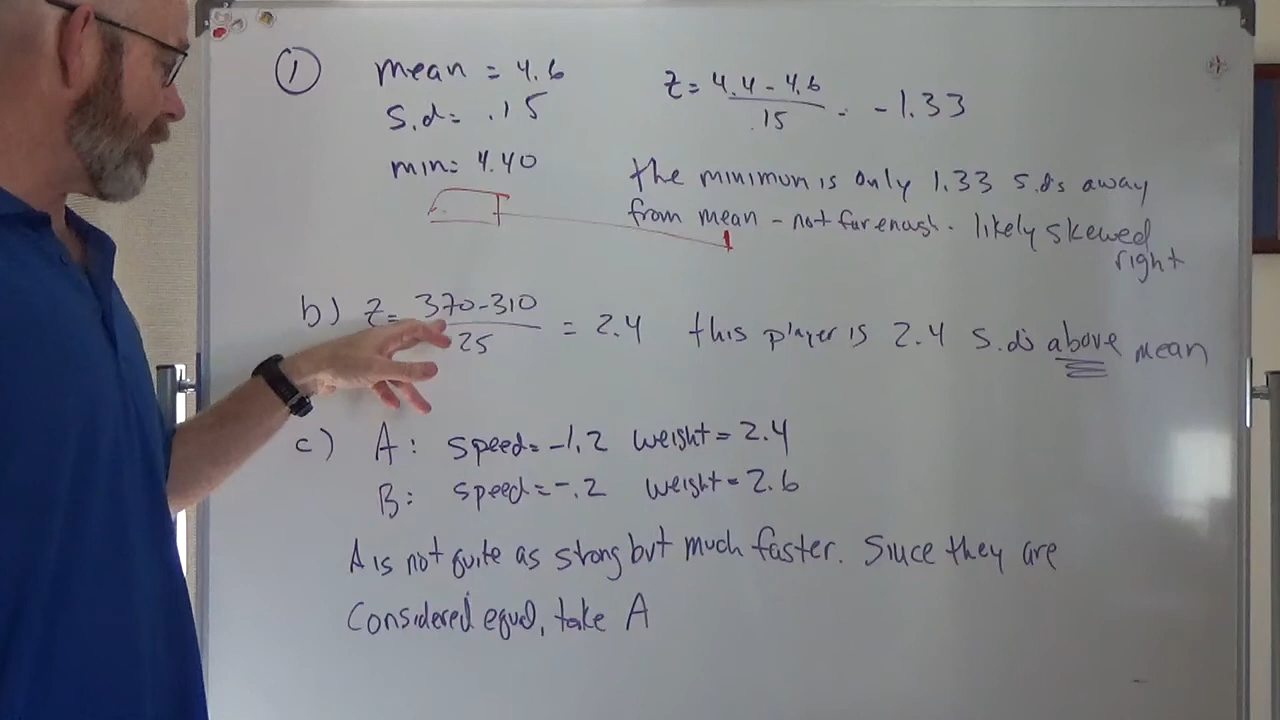 1 mean = 4.6 z = 4.4 - 4.6 / .15 = -1.33
s.d = .15
min = 4.40
the minimum is only 1.33 s.ds away
from mean - not far enough. likely skewed
right
b) z = 370-310 / 25 = 2.4 this player is 2.4 s.ds above mean
c) A: speed = -1.2 weight = 2.4
B: speed = -.2 weight = 2.6
A is not quite as strong but much faster. Since they are
considered equal, take A